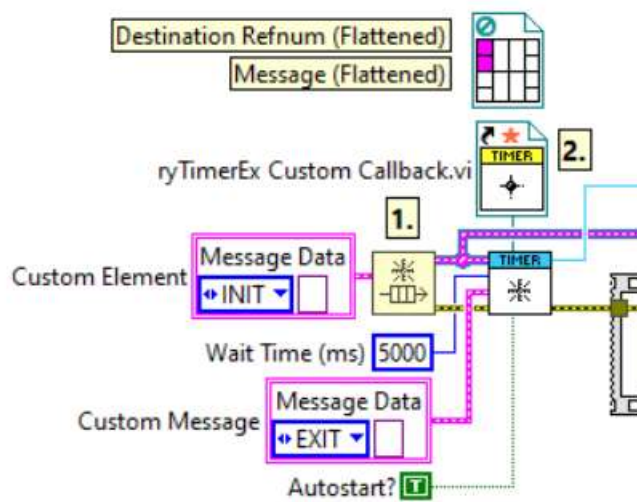 Destination Refnum (Flattened)
Message (Flattened)
ryTimerEx Custom Callback.vi
TIMER
2.
1.
Custom Element
Message Data
INIT
TIMER
Wait Time (ms)
5000
Custom Message
Message Data
EXIT
Autostart?
T